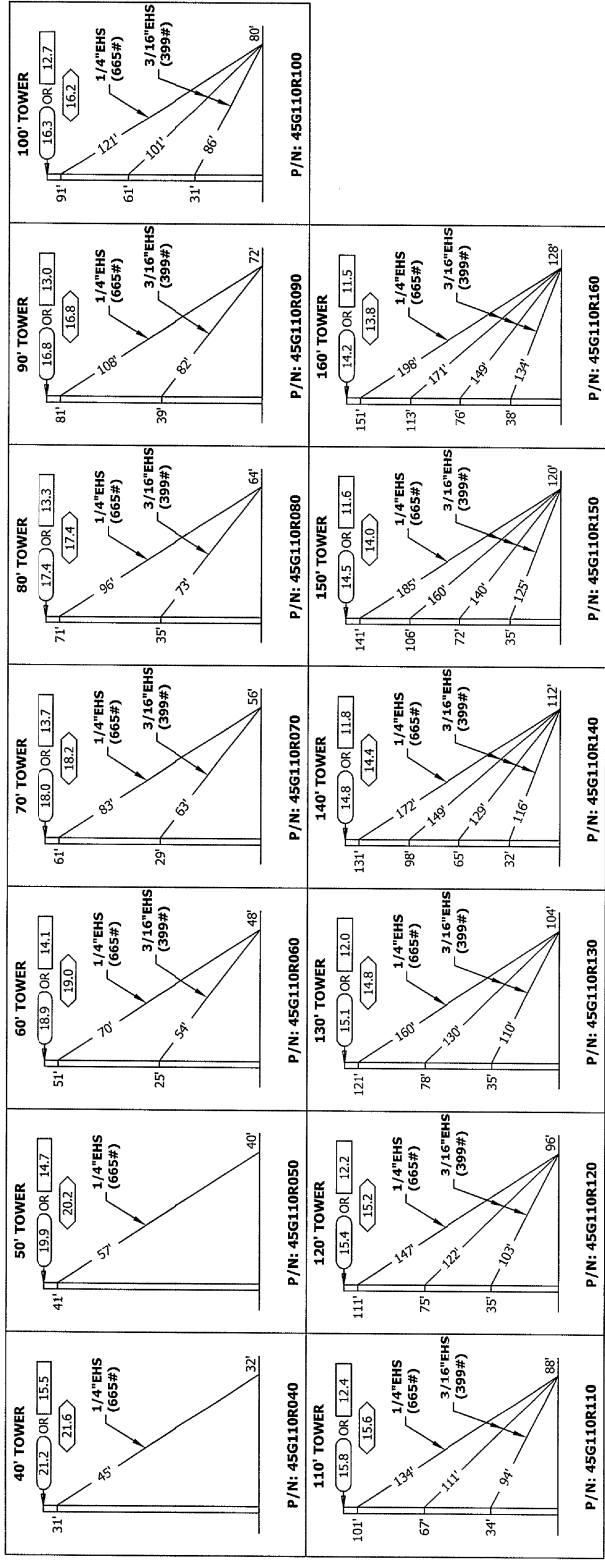 40' TOWER
21.2 OR 15.5
21.6
31'
45'
1/4"EHS
(665#)
32'
P/N: 45G110R040
50' TOWER
19.9 OR 14.7
20.2
41'
57'
1/4"EHS
(665#)
40'
P/N: 45G110R050
60' TOWER
18.9 OR 14.1
19.0
51'
70'
1/4"EHS
(665#)
25'
54'
3/16"EHS
(399#)
48'
P/N: 45G110R060
70' TOWER
18.0 OR 13.7
18.2
61'
83'
1/4"EHS
(665#)
29'
63'
3/16"EHS
(399#)
56'
P/N: 45G110R070
80' TOWER
17.4 OR 13.3
17.4
71'
96'
1/4"EHS
(665#)
35'
73'
3/16"EHS
(399#)
64'
P/N: 45G110R080
90' TOWER
16.8 OR 13.0
16.8
81'
108'
1/4"EHS
(665#)
39'
82'
3/16"EHS
(399#)
72'
P/N: 45G110R090
100' TOWER
16.3 OR 12.7
16.2
91'
121'
1/4"EHS
(665#)
61'
101'
3/16"EHS
(399#)
31'
86'
80'
P/N: 45G110R100
110' TOWER
15.8 OR 12.4
15.6
101'
134'
1/4"EHS
(665#)
67'
111'
3/16"EHS
(399#)
34'
94'
88'
P/N: 45G110R110
120' TOWER
15.4 OR 12.2
15.2
111'
147'
1/4"EHS
(665#)
75'
122'
3/16"EHS
(399#)
35'
103'
96'
P/N: 45G110R120
130' TOWER
15.1 OR 12.0
14.8
121'
160'
1/4"EHS
(665#)
78'
130'
3/16"EHS
(399#)
35'
110'
104'
P/N: 45G110R130
140' TOWER
14.8 OR 11.8
14.4
131'
172'
1/4"EHS
(665#)
98'
149'
3/16"EHS
(399#)
65'
129'
32'
116'
112'
P/N: 45G110R140
150' TOWER
14.5 OR 11.6
14.0
141'
185'
1/4"EHS
(665#)
106'
160'
3/16"EHS
(399#)
72'
140'
35'
125'
120'
P/N: 45G110R150
160' TOWER
14.2 OR 11.5
13.8
151'
198'
1/4"EHS
(665#)
113'
171'
3/16"EHS
(399#)
76'
149'
38'
134'
128'
P/N: 45G110R160